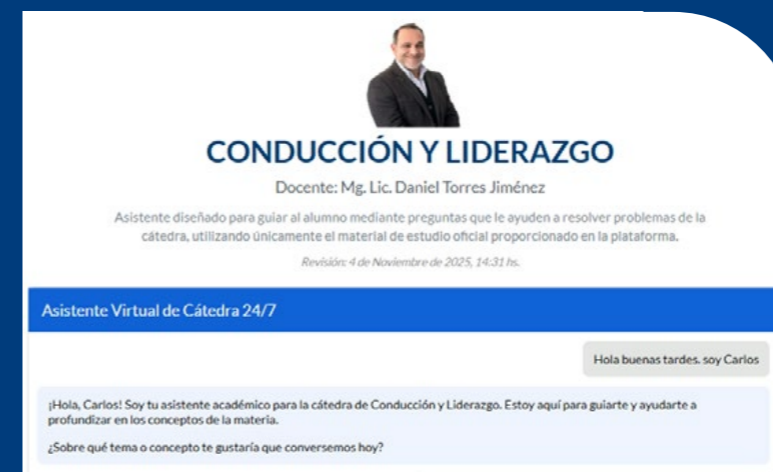 CONDUCCIÓN Y LIDERAZGO
Docente: Mg. Lic. Daniel Torres Jiménez
Asistente diseñado para guiar al alumno mediante preguntas que le ayuden a resolver problemas de la
cátedra, utilizando únicamente el material de estudio oficial proporcionado en la plataforma.
Revisión: 4 de Noviembre de 2025, 14:31 hs.
Asistente Virtual de Cátedra 24/7
Hola buenas tardes. soy Carlos
¡Hola, Carlos! Soy tu asistente académico para la cátedra de Conducción y Liderazgo. Estoy aquí para guiarte y ayudarte a
profundizar en los conceptos de la materia.
¿Sobre qué tema o concepto te gustaría que conversemos hoy?